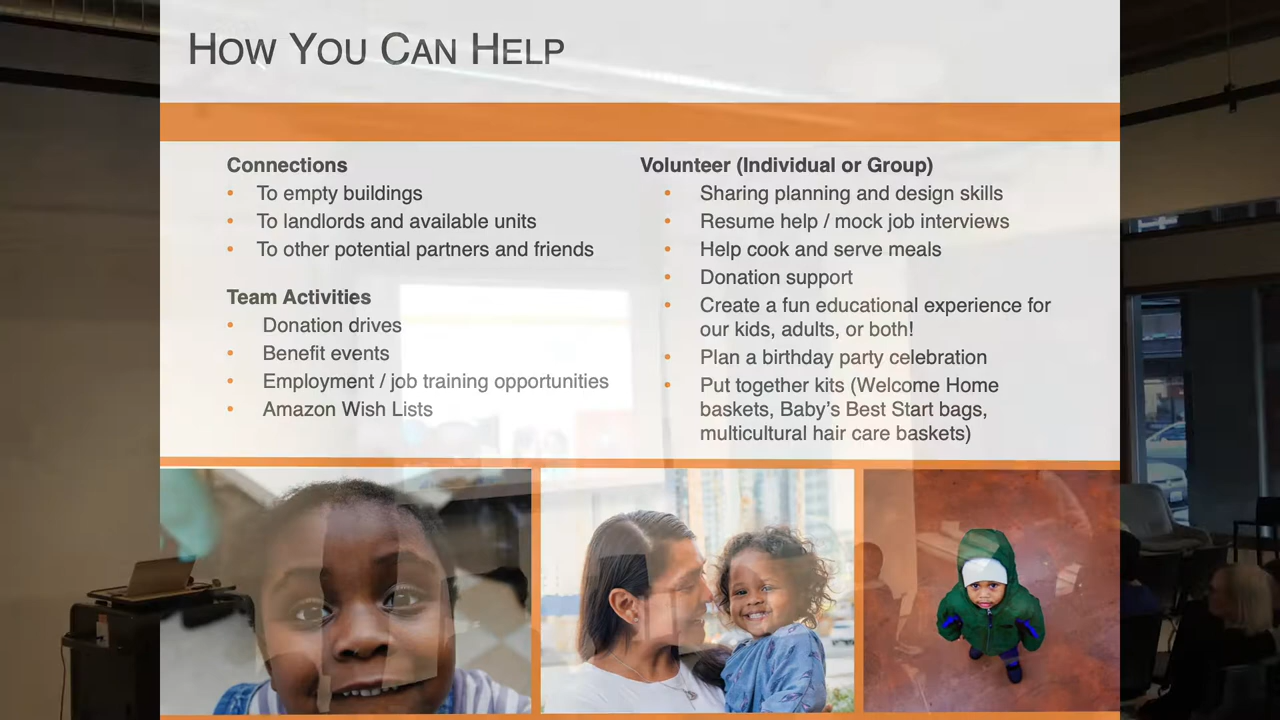 How You Can Help
Connections
• To empty buildings
• To landlords and available units
• To other potential partners and friends
Team Activities
• Donation drives
• Benefit events
• Employment / job training opportunities
• Amazon Wish Lists
Volunteer (Individual or Group)
• Sharing planning and design skills
• Resume help / mock job interviews
• Help cook and serve meals
• Donation support
• Create a fun educational experience for
our kids, adults, or both!
• Plan a birthday party celebration
• Put together kits (Welcome Home
baskets, Baby’s Best Start bags,
multicultural hair care baskets)